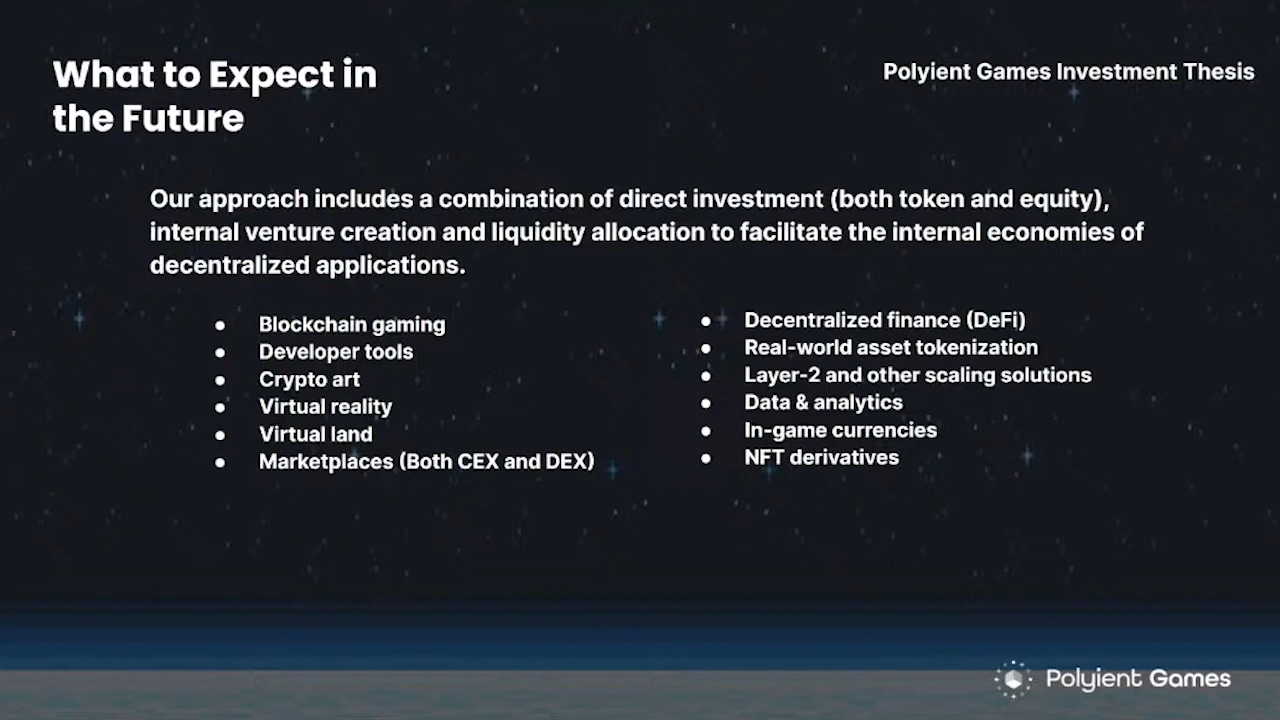 What to Expect in
the Future
Polyient Games Investment Thesis
Our approach includes a combination of direct investment (both token and equity),
internal venture creation and liquidity allocation to facilitate the internal economies of
decentralized applications.
● Blockchain gaming
● Developer tools
● Crypto art
● Virtual reality
● Virtual land
● Marketplaces (Both CEX and DEX)
● Decentralized finance (DeFi)
● Real-world asset tokenization
● Layer-2 and other scaling solutions
● Data & analytics
● In-game currencies
● NFT derivatives
Polyient Games